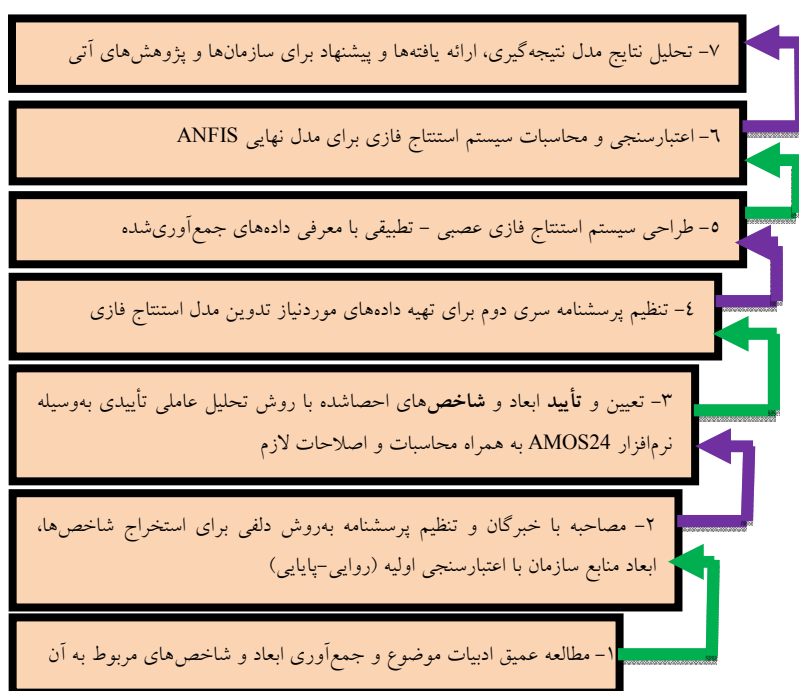 ٧- تحلیل نتایج مدل نتیجه‌گیری، ارائه یافته‌ها و پیشنهاد برای سازمان‌ها و پژوهش‌های آتی
٦- اعتبارسنجی و محاسبات سیستم استنتاج فازی برای مدل نهایی ANFIS
٥- طراحی سیستم استنتاج فازی عصبی – تطبیقی با معرفی داده‌های جمع‌آوری‌شده
٤- تنظیم پرسشنامه سری دوم برای تهیه داده‌های موردنیاز تدوین مدل استنتاج فازی
٣- تعیین و تأیید ابعاد و شاخص‌های احصاشده با روش تحلیل عاملی تأییدی به‌وسیله
نرم‌افزار AMOS24 به همراه محاسبات و اصلاحات لازم
٢- مصاحبه با خبرگان و تنظیم پرسشنامه به‌روش دلفی برای استخراج شاخص‌ها،
ابعاد منابع سازمان با اعتبارسنجی اولیه (روایی-پایایی)
١- مطالعه عمیق ادبیات موضوع و جمع‌آوری ابعاد و شاخص‌های مربوط به آن